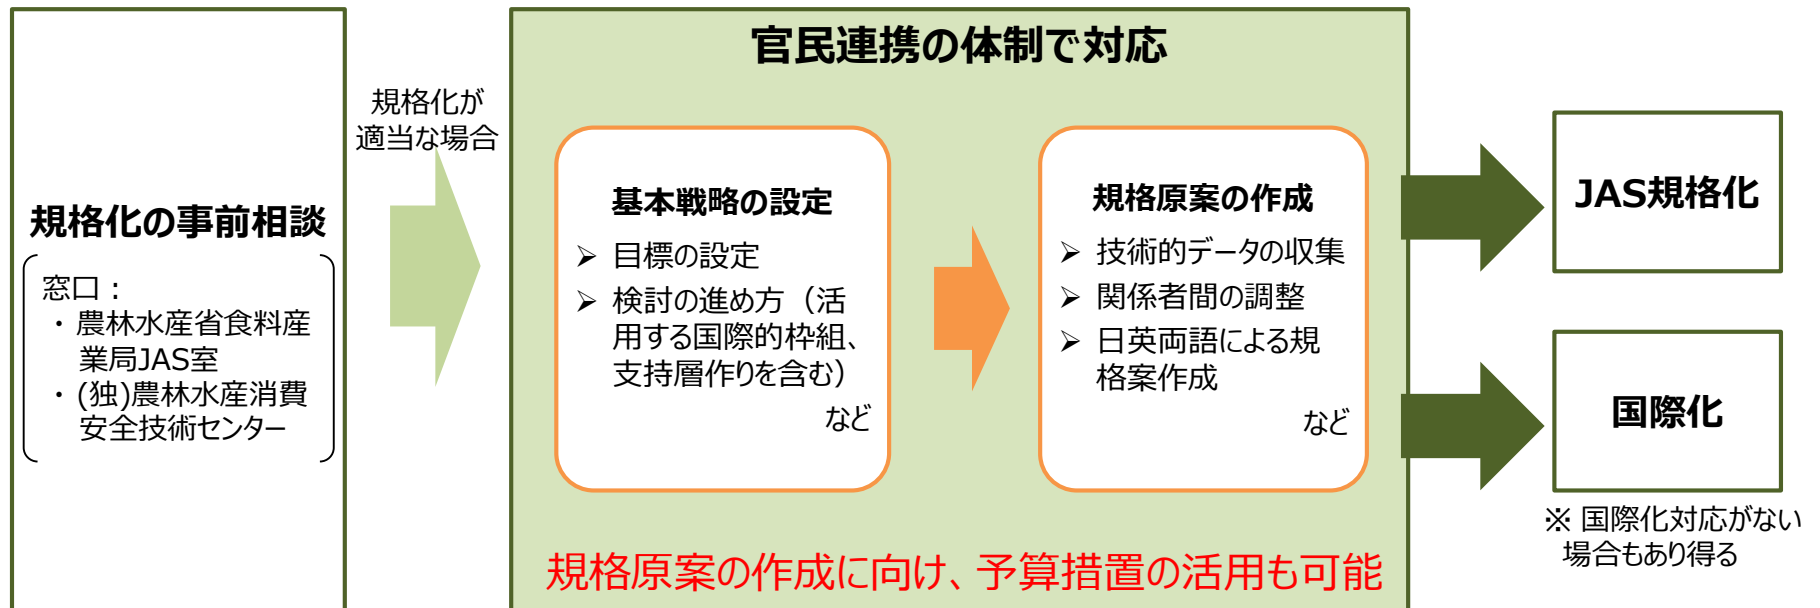 規格化の事前相談
窓口：
・農林水産省食料産
業局JAS室
・(独)農林水産消費
安全技術センター
規格化が
適当な場合
官民連携の体制で対応
基本戦略の設定
➢ 目標の設定
➢ 検討の進め方（活
用する国際的枠組、
支持層作りを含む）
など
規格原案の作成
➢ 技術的データの収集
➢ 関係者間の調整
➢ 日英両語による規
格案作成
など
規格原案の作成に向け、予算措置の活用も可能
JAS規格化
国際化
※ 国際化対応がない
場合もあり得る